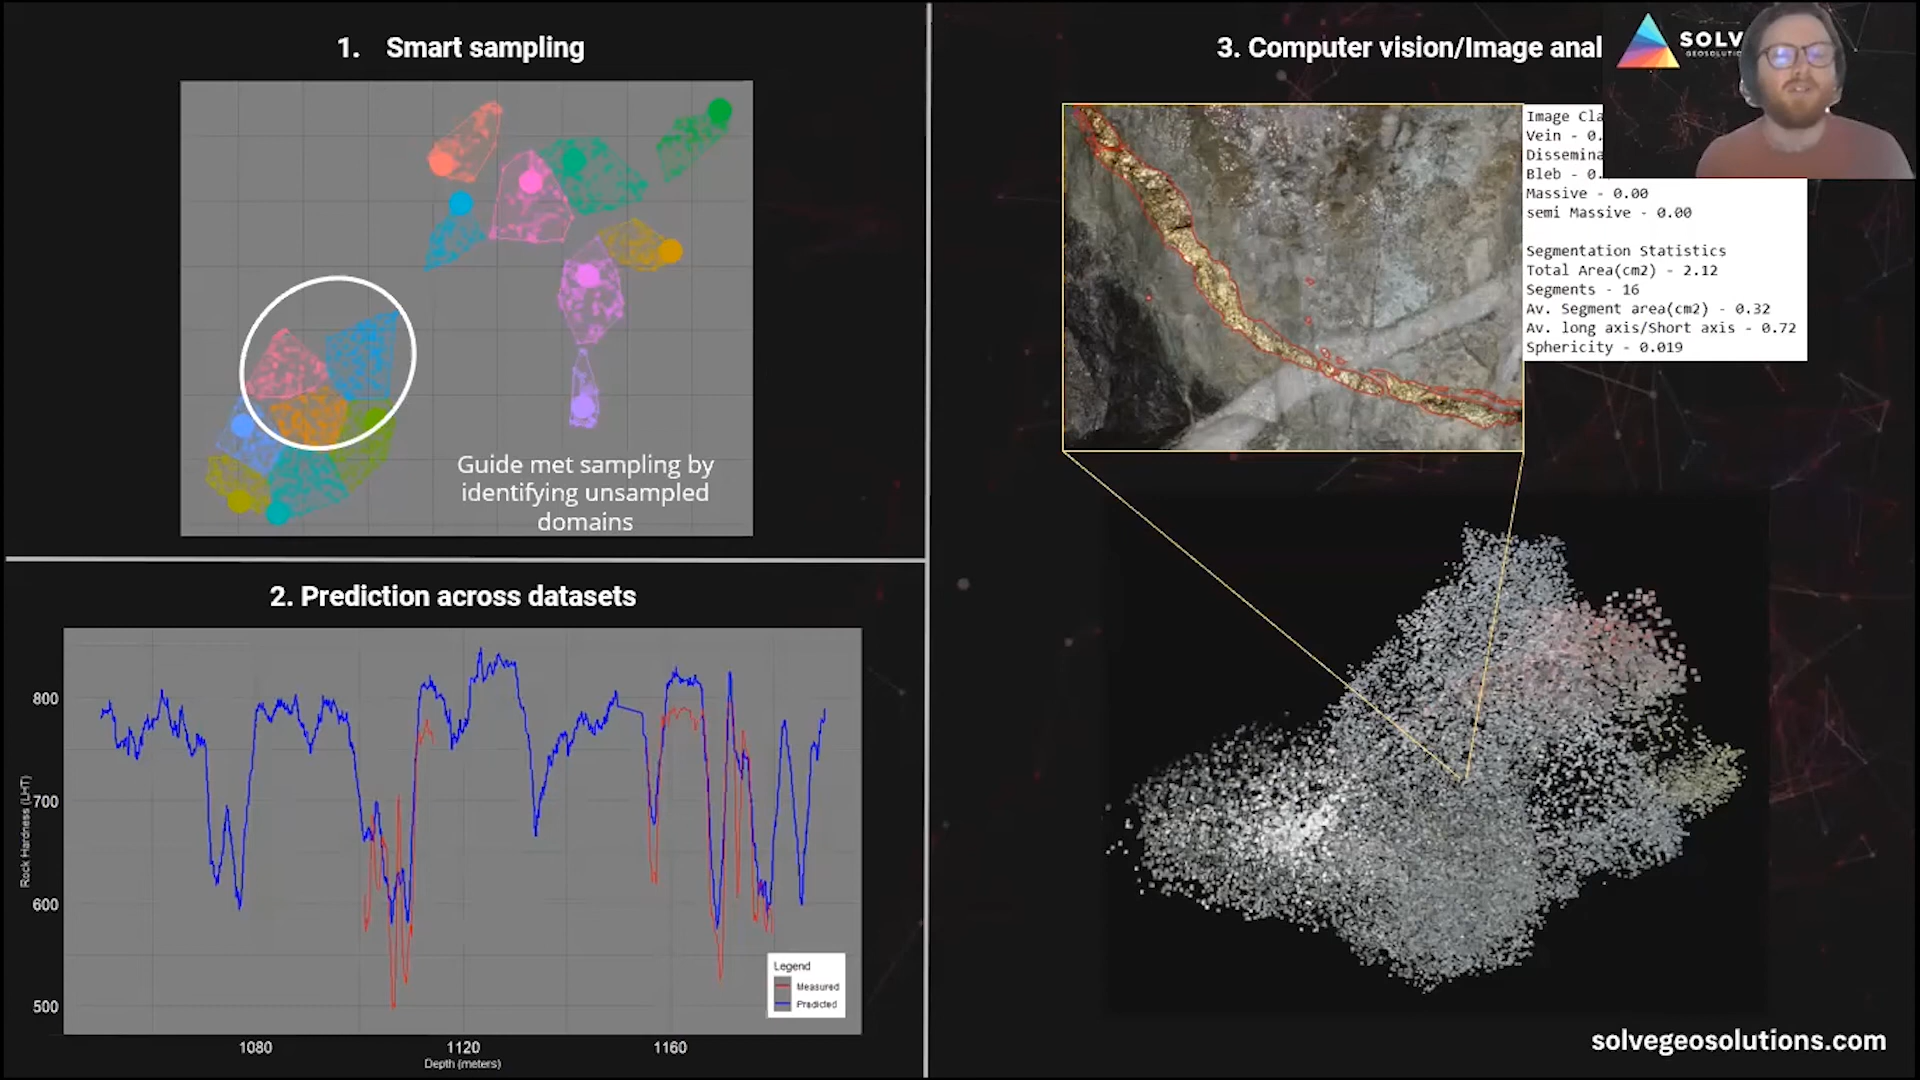 1. Smart sampling
Guide met sampling by
identifying unsampled
domains
2. Prediction across datasets
800
700
600
500
Rock Hardness (LHT)
1080
1120
1160
Depth (meters)
Legend
Measured
Predicted
3. Computer vision/Image anal
SOLV
Image Cla
Vein - 0.
Dissemina
Bleb - 0.
Massive - 0.00
semi Massive - 0.00
Segmentation Statistics
Total Area(cm2) - 2.12
Segments - 16
Av. Segment area(cm2) - 0.32
Av. long axis/Short axis - 0.72
Sphericity - 0.019
solvegeosolutions.com